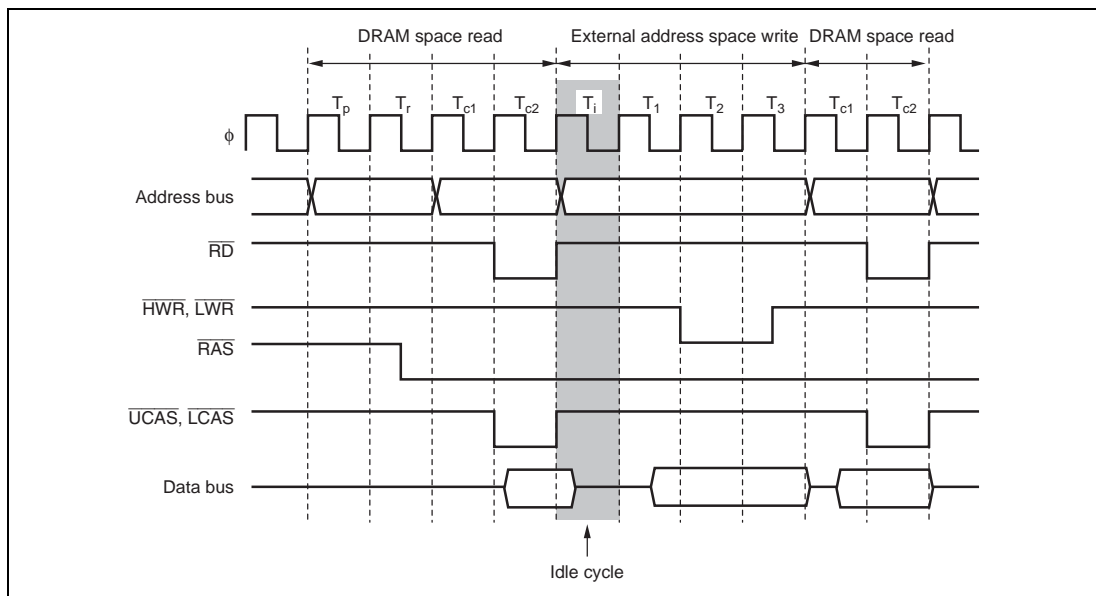 DRAM space read External address space write DRAM space read
Tp Tr Tc1 Tc2 Ti T1 T2 T3 Tc1 Tc2
ϕ
Address bus
RD
HWR, LWR
RAS
UCAS, LCAS
Data bus
Idle cycle